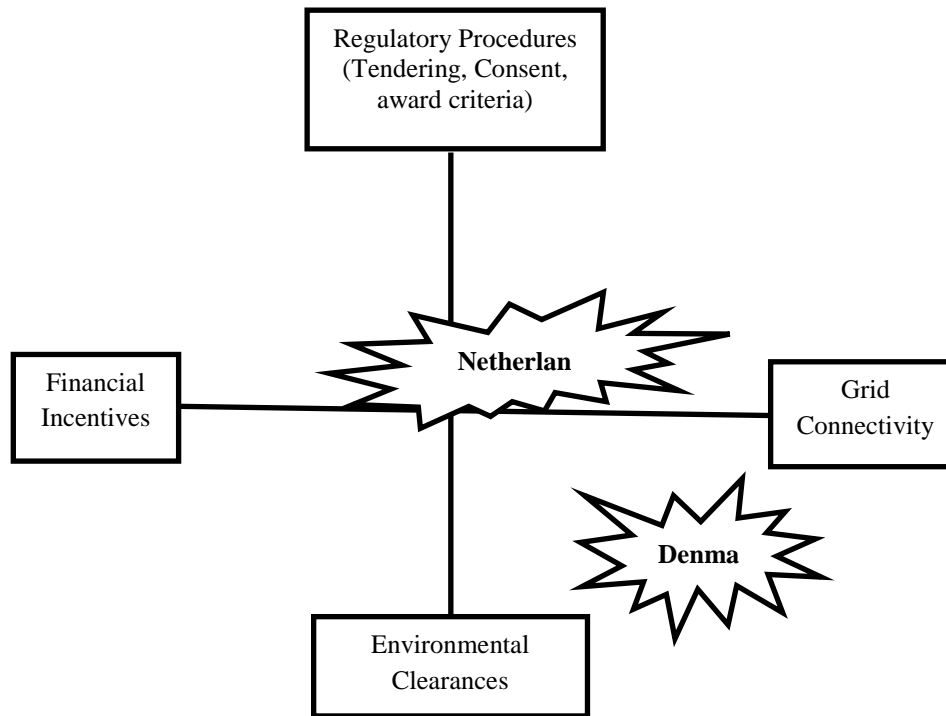 Regulatory Procedures
(Tendering, Consent,
award criteria)
Netherlan
Financial
Incentives
Grid
Connectivity
Denma
Environmental
Clearances